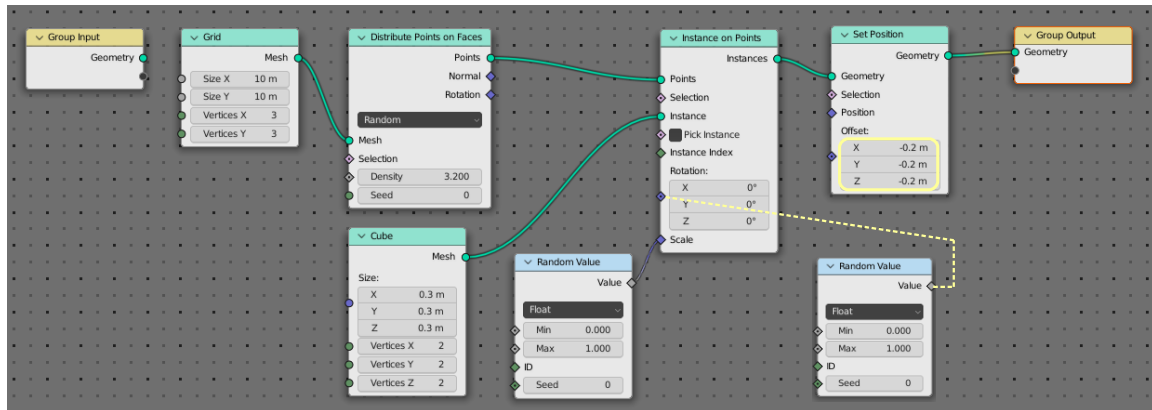 Group Input
Geometry
Grid
Mesh
Size X 10 m
Size Y 10 m
Vertices X 3
Vertices Y 3
Distribute Points on Faces
Points
Normal
Rotation
Random
Mesh
Selection
Density 3.200
Seed 0
Cube
Mesh
Size:
X 0.3 m
Y 0.3 m
Z 0.3 m
Vertices X 2
Vertices Y 2
Vertices Z 2
Random Value
Value
Float
Min 0.000
Max 1.000
ID
Seed 0
Instance on Points
Instances
Points
Selection
Instance
Pick Instance
Instance Index
Rotation:
X 0°
Y 0°
Z 0°
Scale
Set Position
Geometry
Geometry
Selection
Position
Offset:
X -0.2 m
Y -0.2 m
Z -0.2 m
Random Value
Value
Float
Min 0.000
Max 1.000
ID
Seed 0
Group Output
Geometry